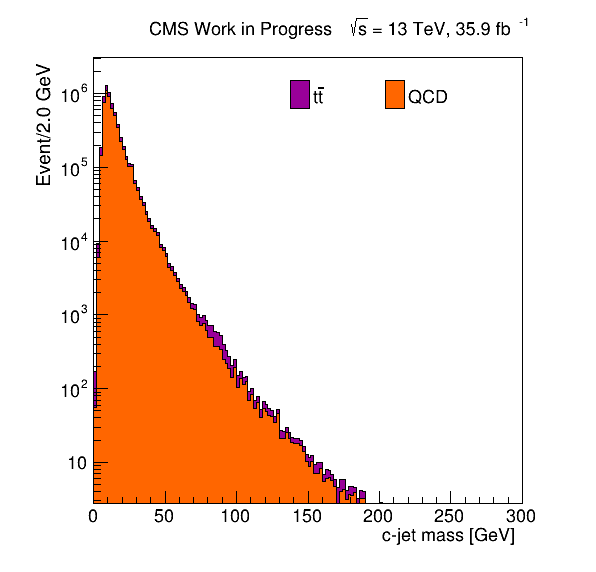 CMS Work in Progress √s = 13 TeV, 35.9 fb⁻¹
Event/2.0 GeV
tt̄ QCD
10⁶
10⁵
10⁴
10³
10²
10
0 50 100 150 200 250 300
c-jet mass [GeV]